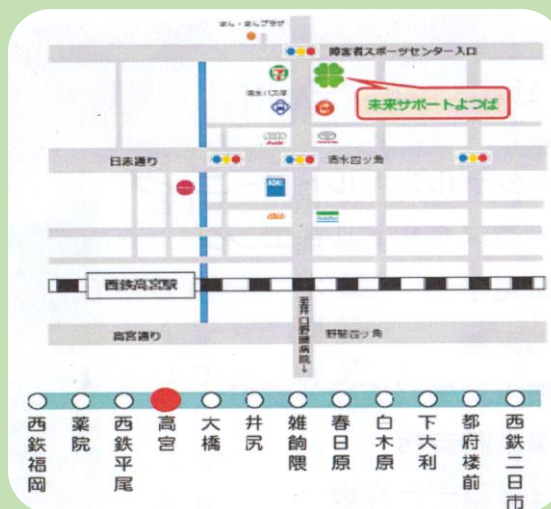 障害者スポーツセンター入口
未来サポートよつば
Audi
日赤通り
清水四ツ角
AOKI
西鉄高宮駅
高宮通り
野間四ツ角
西鉄福岡
薬院
西鉄平尾
高宮
大橋
井尻
雑餉隈
春日原
白木原
下大利
都府楼前
西鉄二日市